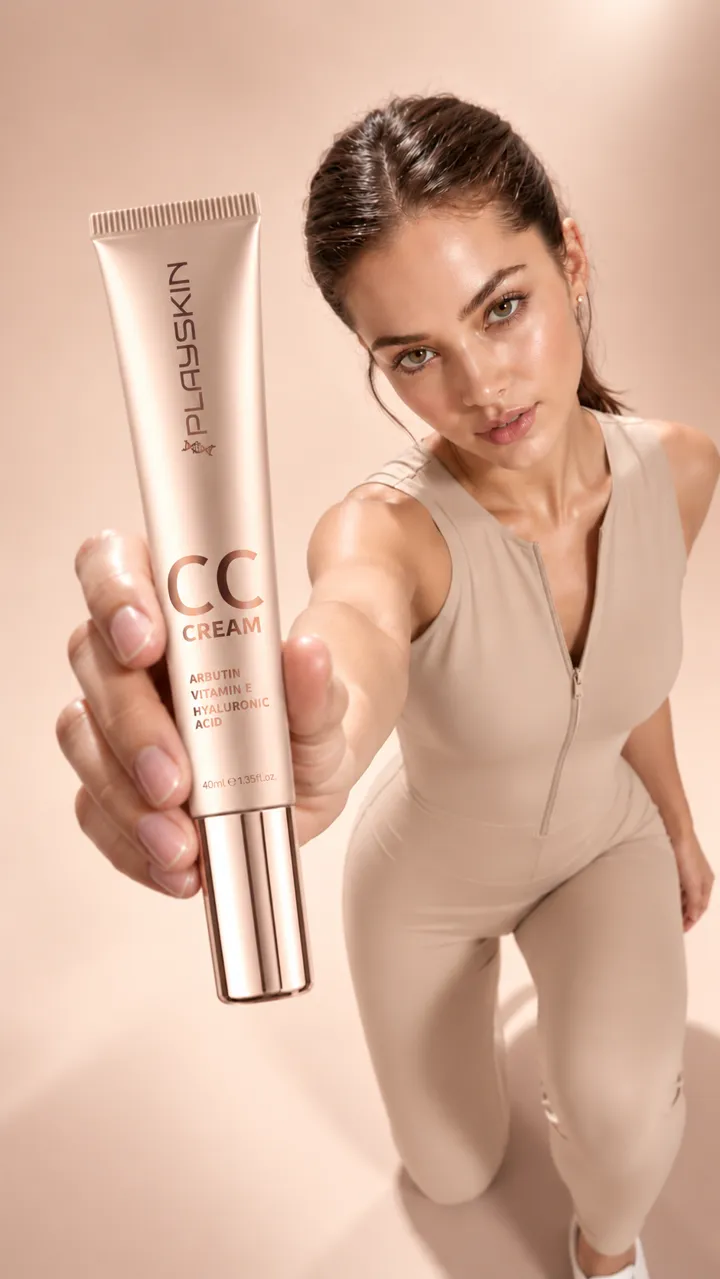 PLAYSKIN
CC
CREAM
ARBUTIN
VITAMIN E
HYALURONIC
ACID
40ml ℮ 1.35fl.oz.